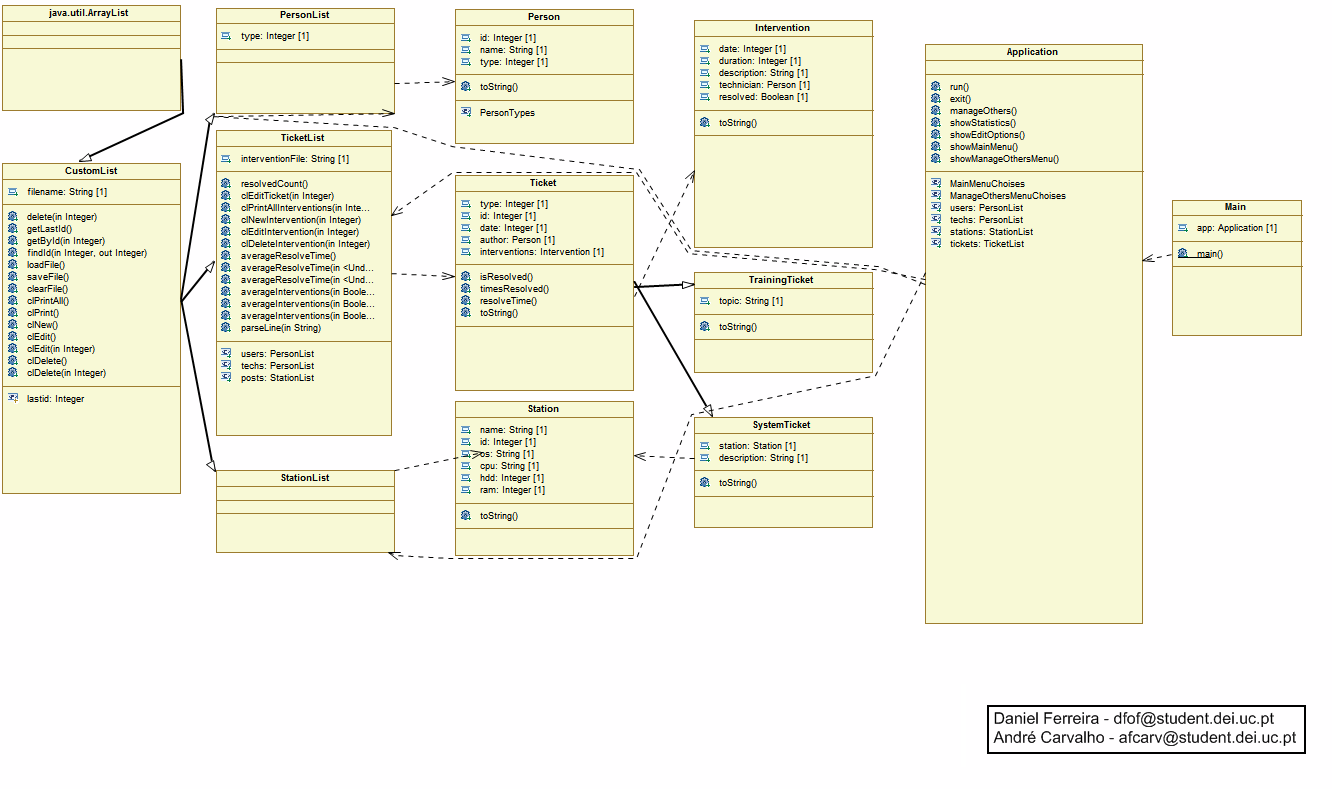 java.util.ArrayList
CustomList
filename: String [1]
delete(in Integer)
getLastId()
getById(in Integer)
findId(in Integer, out Integer)
loadFile()
saveFile()
clearFile()
clPrintAll()
clPrint()
clNew()
clEdit()
clEdit(in Integer)
clDelete()
clDelete(in Integer)
lastid: Integer
PersonList
type: Integer [1]
TicketList
interventionFile: String [1]
resolvedCount()
clEditTicket(in Integer)
clPrintAllInterventions(in Inte...
clNewIntervention(in Integer)
clEditIntervention(in Integer)
clDeleteIntervention(in Integer)
averageResolveTime()
averageResolveTime(in <Und...
averageResolveTime(in <Und...
averageInterventions(in Boole...
averageInterventions(in Boole...
averageInterventions(in Boole...
parseLine(in String)
users: PersonList
techs: PersonList
posts: StationList
StationList
Person
id: Integer [1]
name: String [1]
type: Integer [1]
toString()
PersonTypes
Ticket
type: Integer [1]
id: Integer [1]
date: Integer [1]
author: Person [1]
interventions: Intervention [1]
isResolved()
timesResolved()
resolveTime()
toString()
Station
name: String [1]
id: Integer [1]
os: String [1]
cpu: String [1]
hdd: Integer [1]
ram: Integer [1]
toString()
Intervention
date: Integer [1]
duration: Integer [1]
description: String [1]
technician: Person [1]
resolved: Boolean [1]
toString()
TrainingTicket
topic: String [1]
toString()
SystemTicket
station: Station [1]
description: String [1]
toString()
Application
run()
exit()
manageOthers()
showStatistics()
showEditOptions()
showMainMenu()
showManageOthersMenu()
MainMenuChoises
ManageOthersMenuChoises
users: PersonList
techs: PersonList
stations: StationList
tickets: TicketList
Main
app: Application [1]
main()
Daniel Ferreira - dfof@student.dei.uc.pt
André Carvalho - afcarv@student.dei.uc.pt